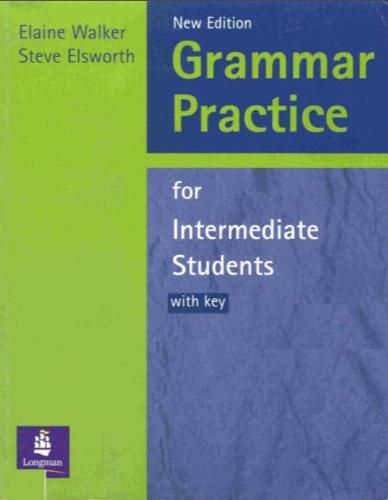 Elaine Walker
Steve Elsworth
New Edition
Grammar
Practice
for
Intermediate
Students
with key
Longman